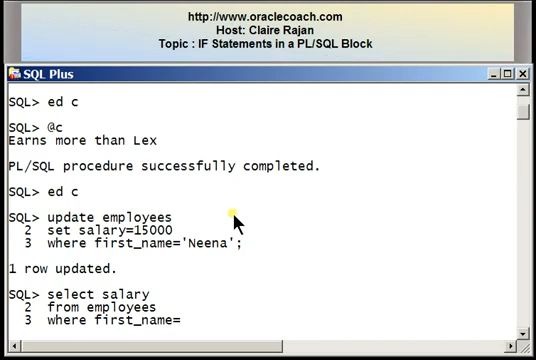 http://www.oraclecoach.com
Host: Claire Rajan
Topic : IF Statements in a PL/SQL Block
SQL Plus
SQL> ed c
SQL> @c
Earns more than Lex
PL/SQL procedure successfully completed.
SQL> ed c
SQL> update employees
2 set salary=15000
3 where first_name='Neena';
1 row updated.
SQL> select salary
2 from employees
3 where first_name=